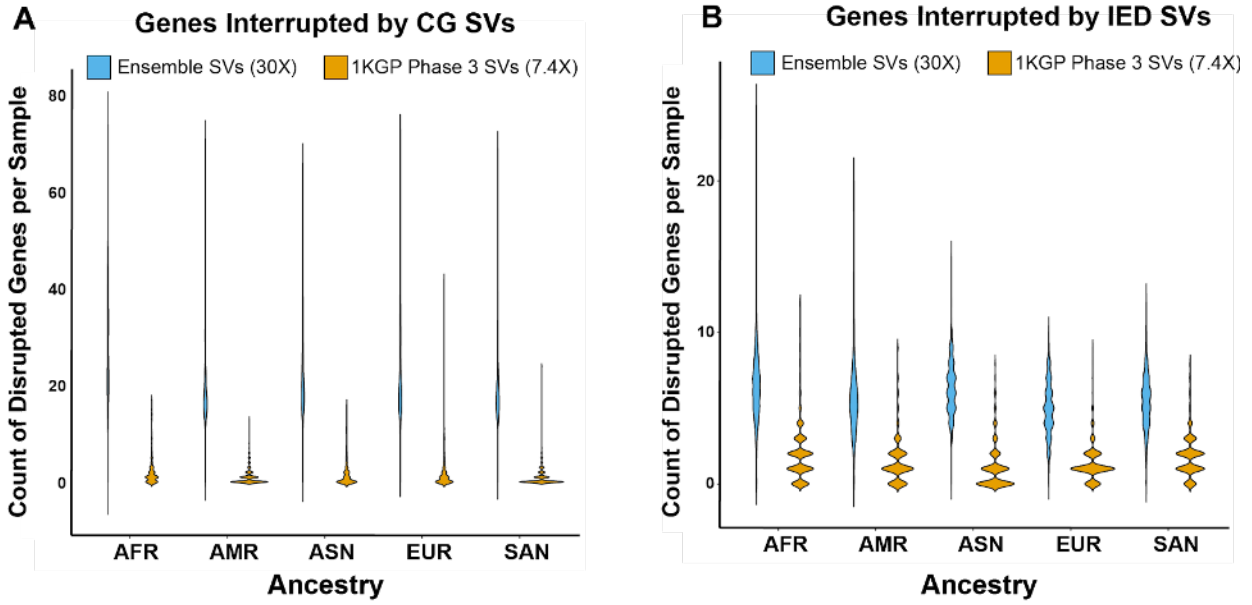 A
Genes Interrupted by CG SVs
Ensemble SVs (30X)
1KGP Phase 3 SVs (7.4X)
Count of Disrupted Genes per Sample
80
60
40
20
0
AFR
AMR
ASN
EUR
SAN
Ancestry
B
Genes Interrupted by IED SVs
Ensemble SVs (30X)
1KGP Phase 3 SVs (7.4X)
Count of Disrupted Genes per Sample
20
10
0
AFR
AMR
ASN
EUR
SAN
Ancestry